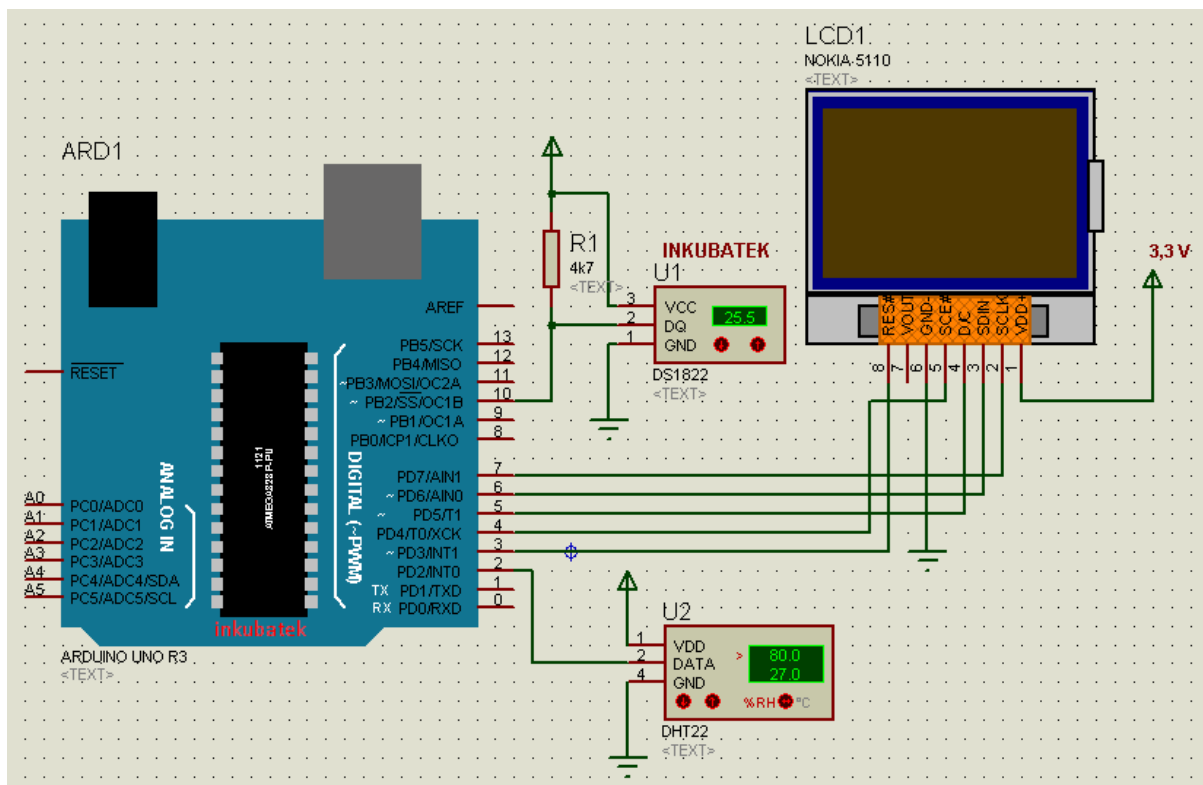 LCD1
NOKIA 5110
<TEXT>
ARD1
R1
4k7
<TEXT>
INKUBATEK
U1
3 VCC
2 DQ
1 GND
25.5
DS1822
<TEXT>
3,3 V
RES#
VOUT
GND-
SCE#
D/C
SDIN
SCLK
VDD+
8
7
6
5
4
3
2
1
RESET
AREF
PB5/SCK 13
PB4/MISO 12
~PB3/MOSI/OC2A 11
~ PB2/SS/OC1B 10
~ PB1/OC1A 9
PB0/ICP1/CLKO 8
PD7/AIN1 7
~ PD6/AIN0 6
~ PD5/T1 5
PD4/T0/XCK 4
~ PD3/INT1 3
PD2/INT0 2
TX PD1/TXD 1
RX PD0/RXD 0
DIGITAL (~PWM)
1121
ATMEGA328P-PU
ANALOG IN
A0 PC0/ADC0
A1 PC1/ADC1
A2 PC2/ADC2
A3 PC3/ADC3
A4 PC4/ADC4/SDA
A5 PC5/ADC5/SCL
inkubatek
ARDUINO UNO R3
<TEXT>
U2
1 VDD
2 DATA
4 GND
> 80.0
27.0
%RH °C
DHT22
<TEXT>